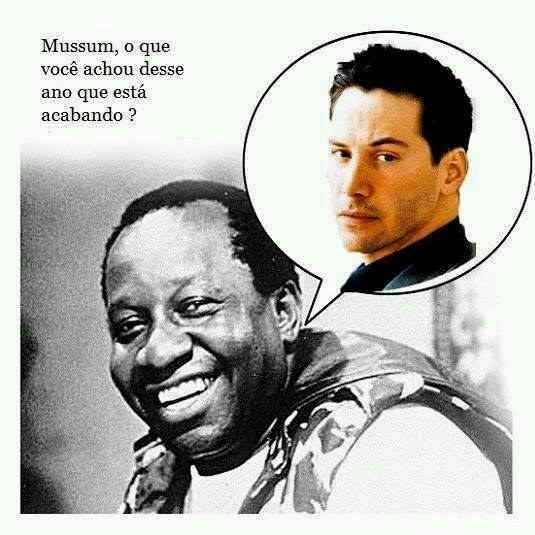 Mussum, o que
você achou desse
ano que está
acabando ?